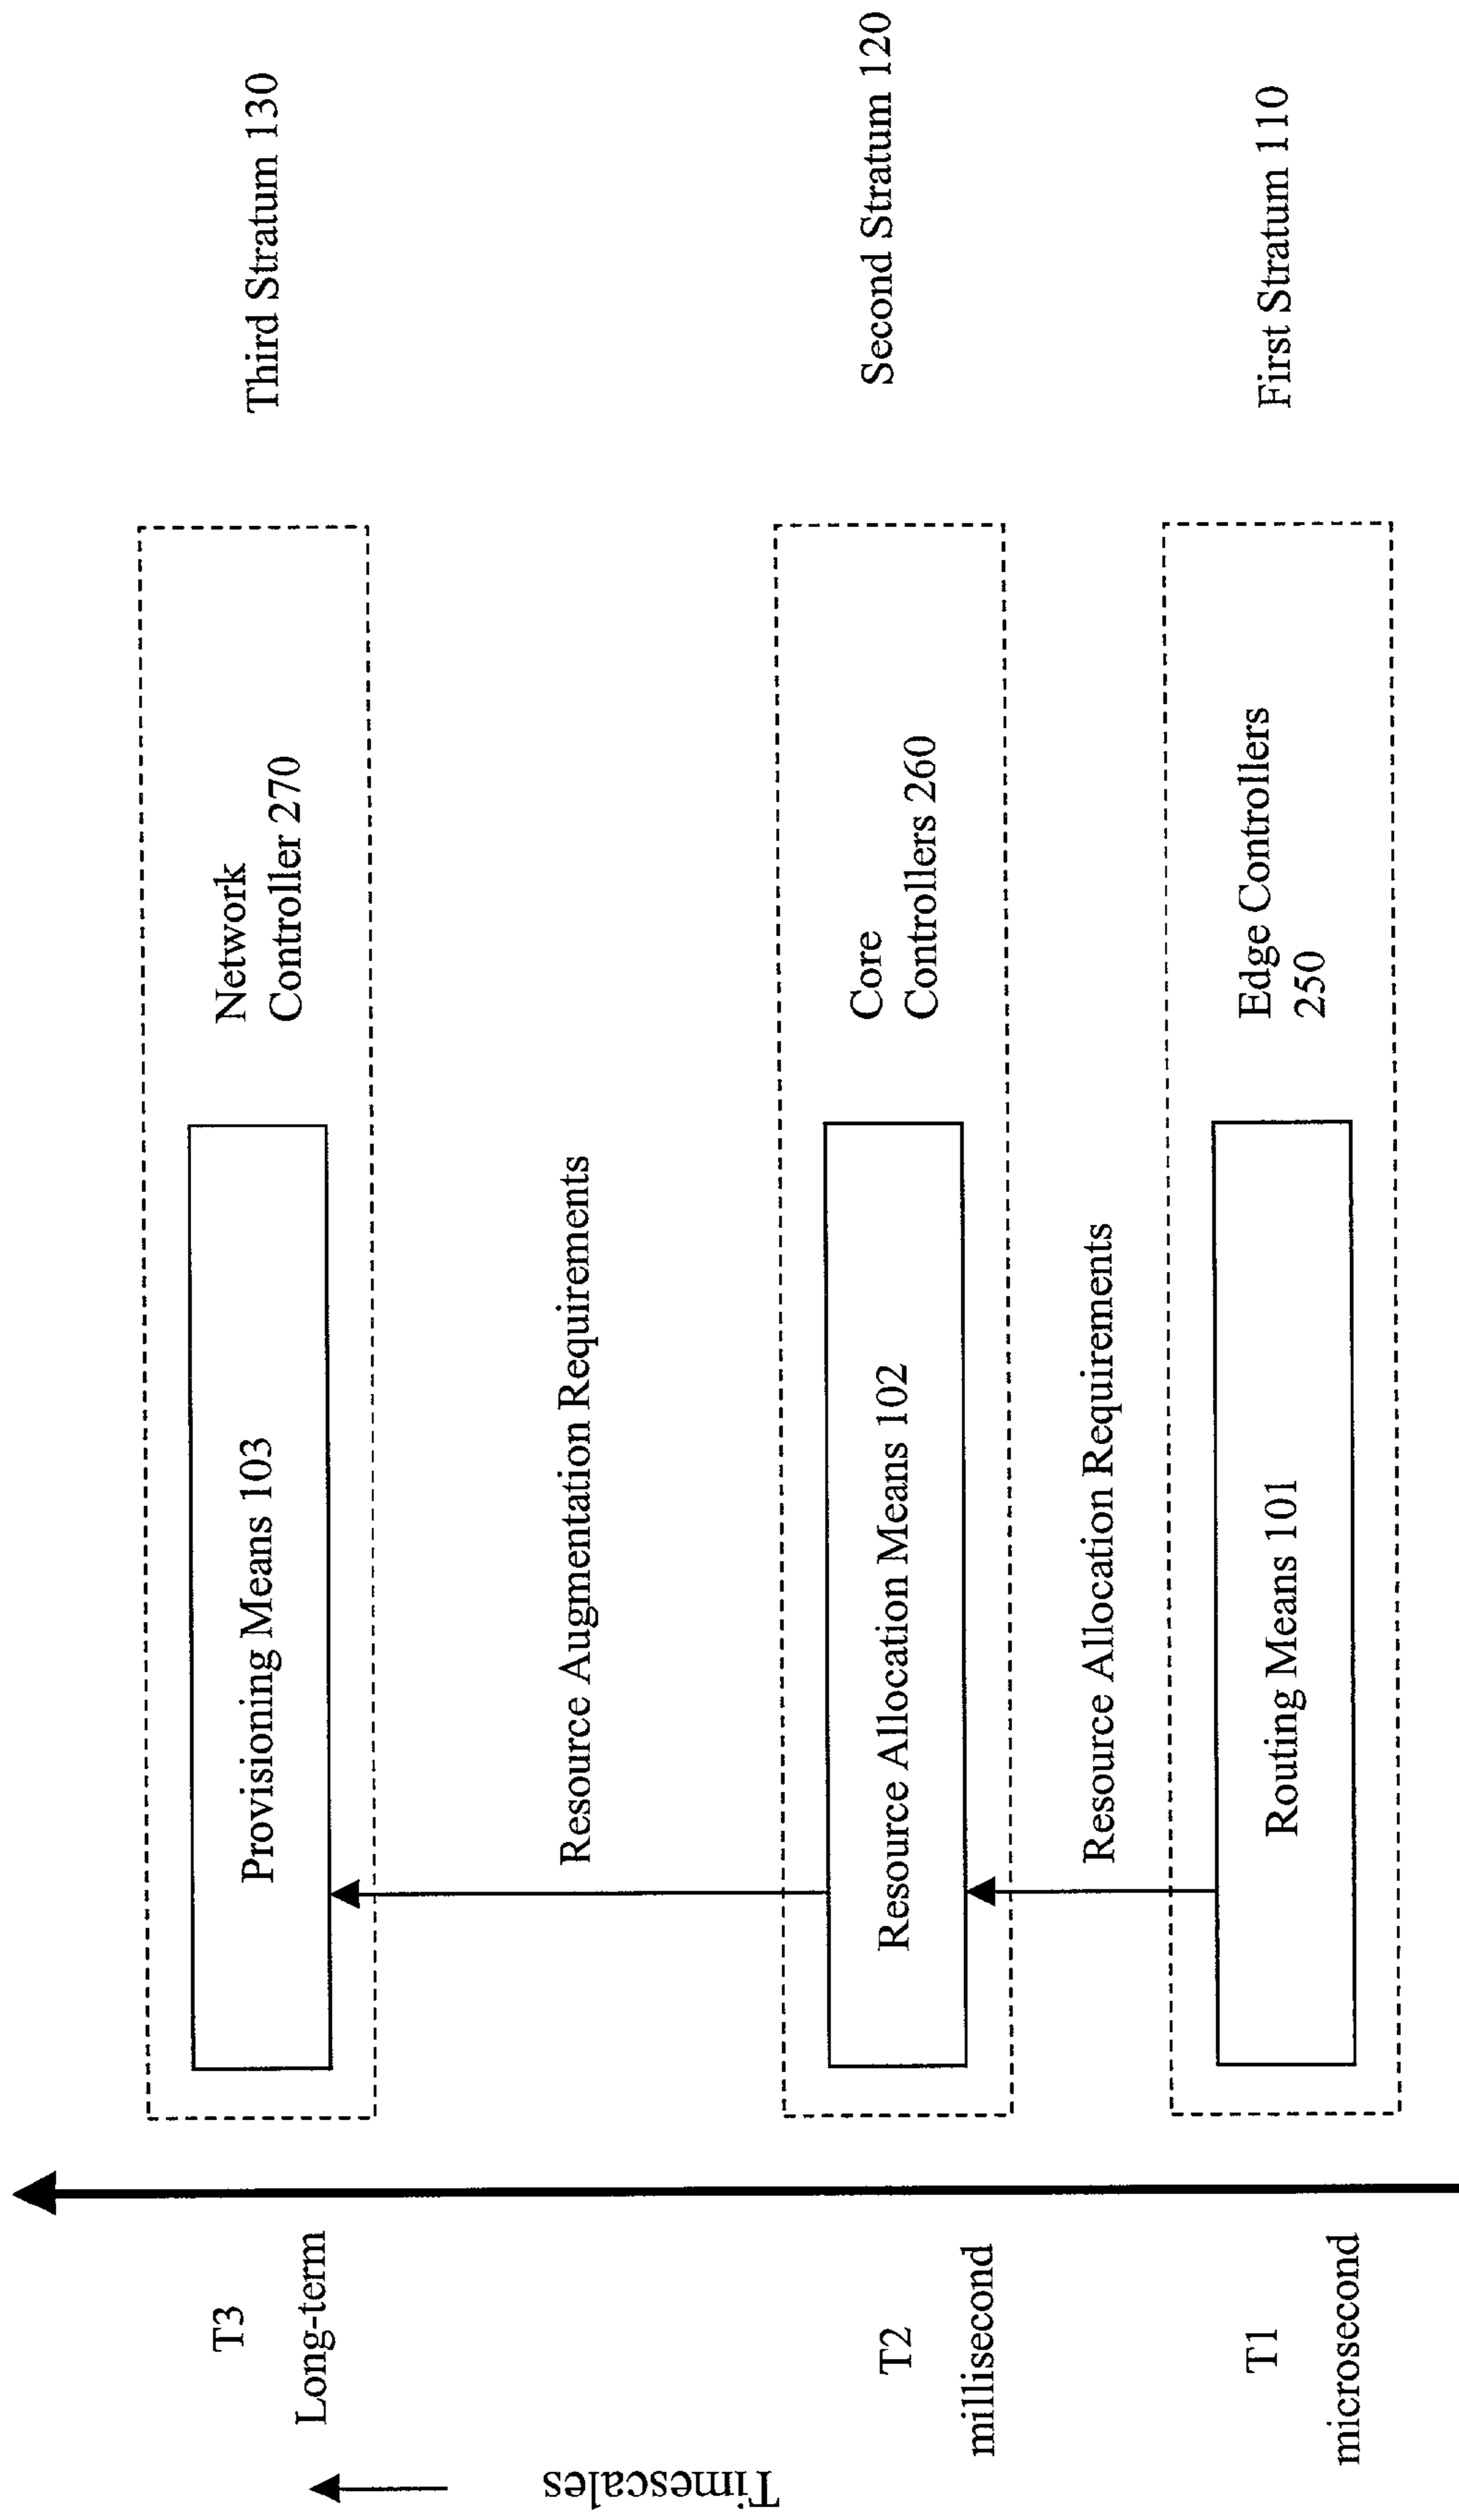 T3
Long-term
Provisioning Means 103
Network
Controller 270
Third Stratum 130
Timescales
Resource Augmentation Requirements
T2
millisecond
Resource Allocation Means 102
Core
Controllers 260
Second Stratum 120
Resource Allocation Requirements
T1
microsecond
Routing Means 101
Edge Controllers
250
First Stratum 110